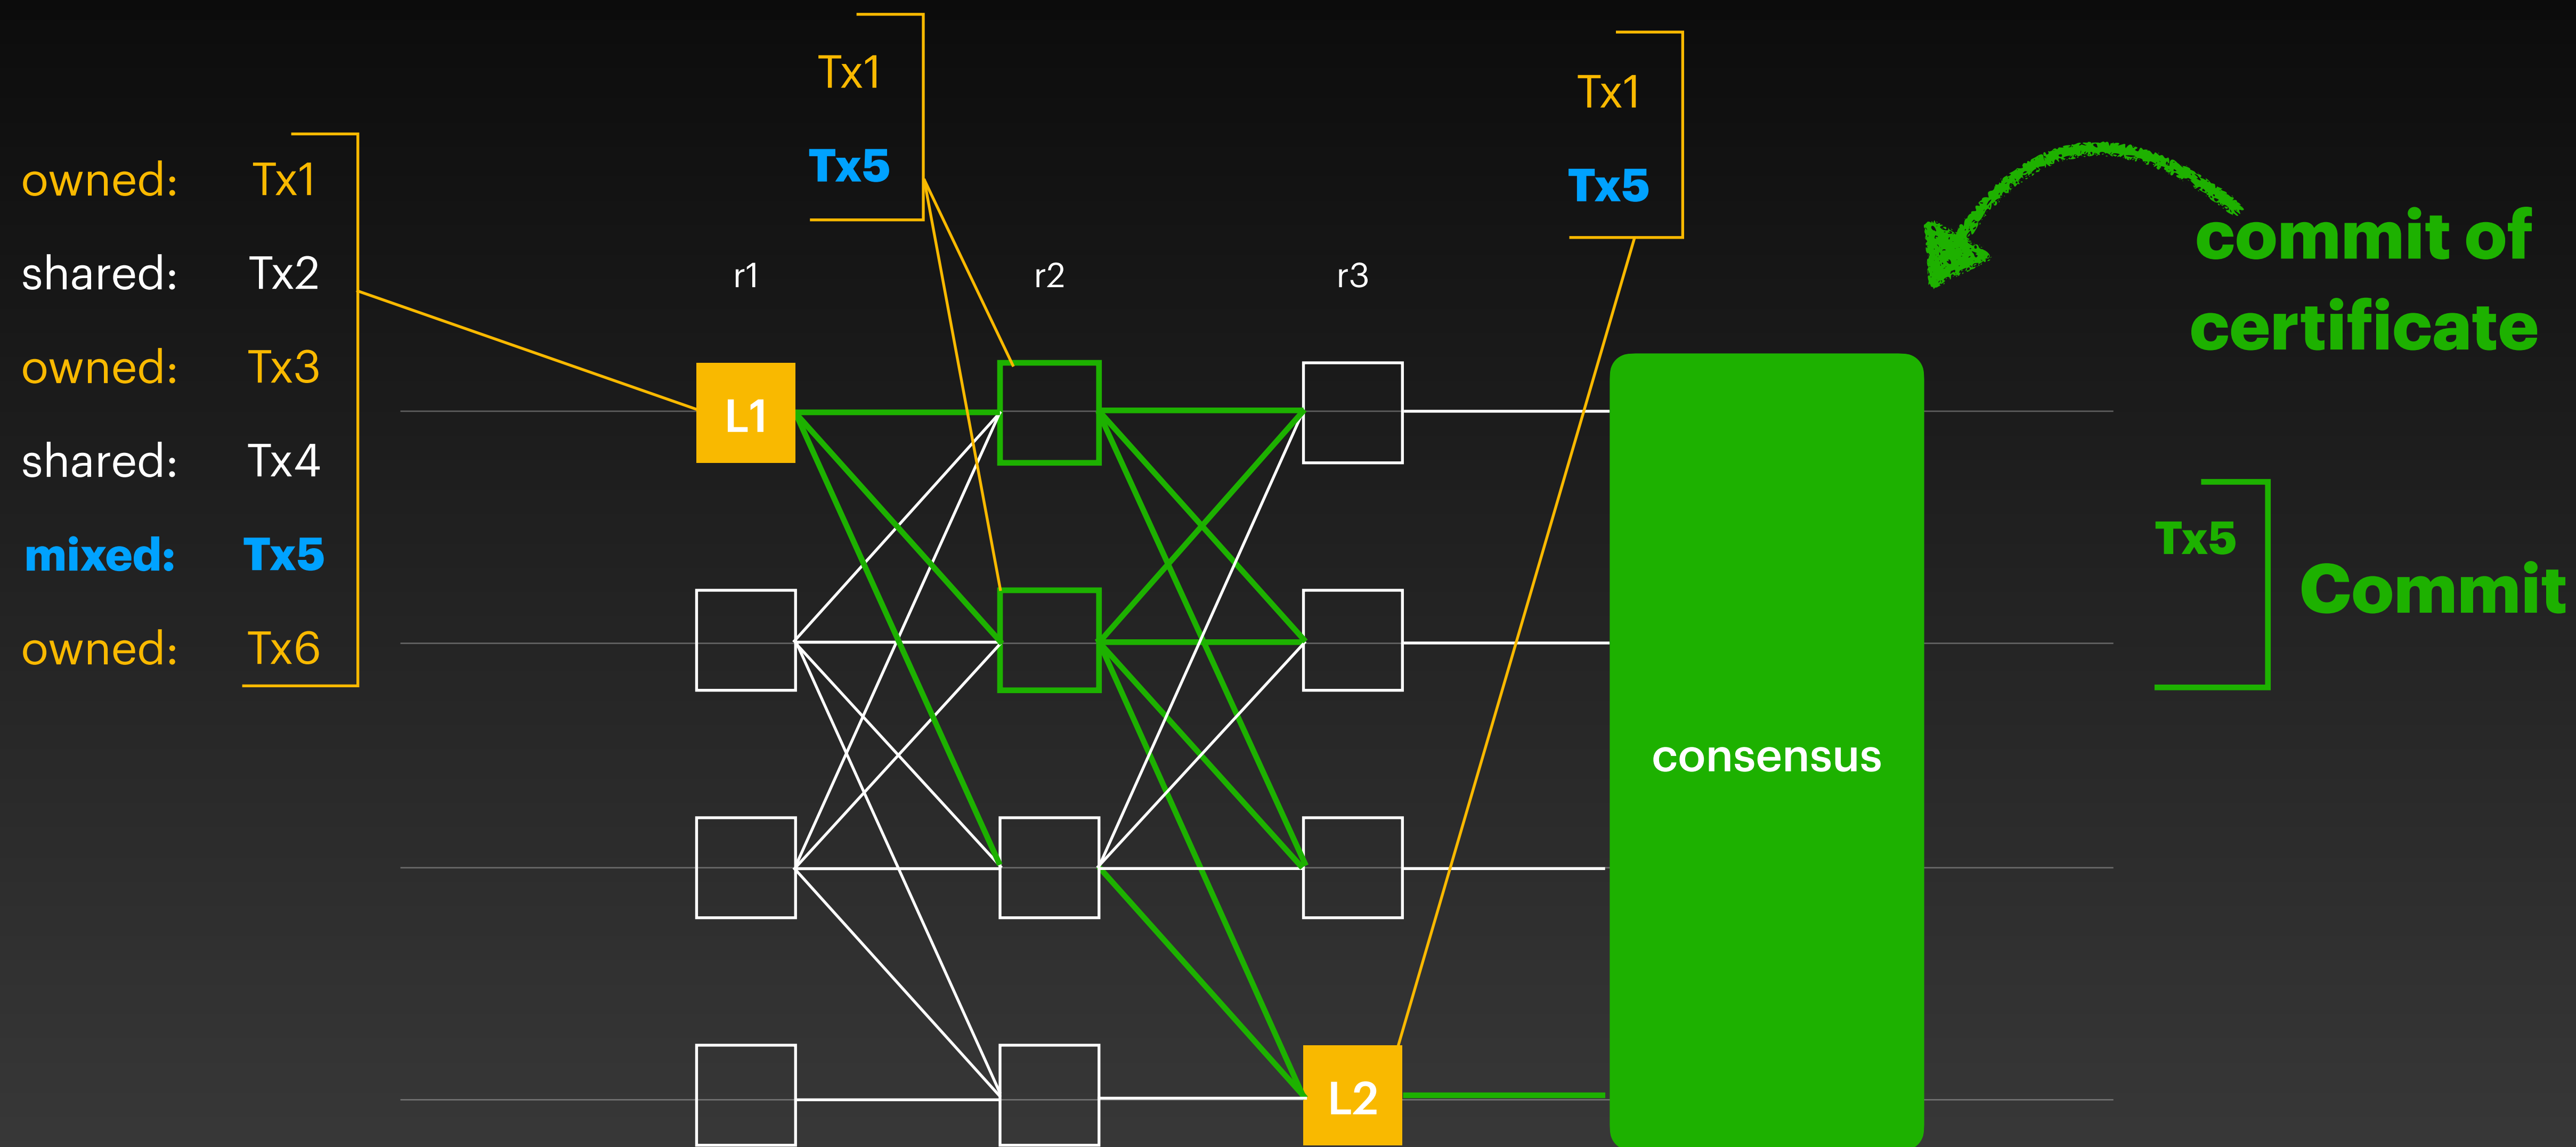 Tx1
Tx5
Tx1
Tx5
owned: Tx1
shared: Tx2
owned: Tx3
shared: Tx4
mixed: Tx5
owned: Tx6
r1 r2 r3
L1
L2
consensus
commit of
certificate
Tx5
Commit